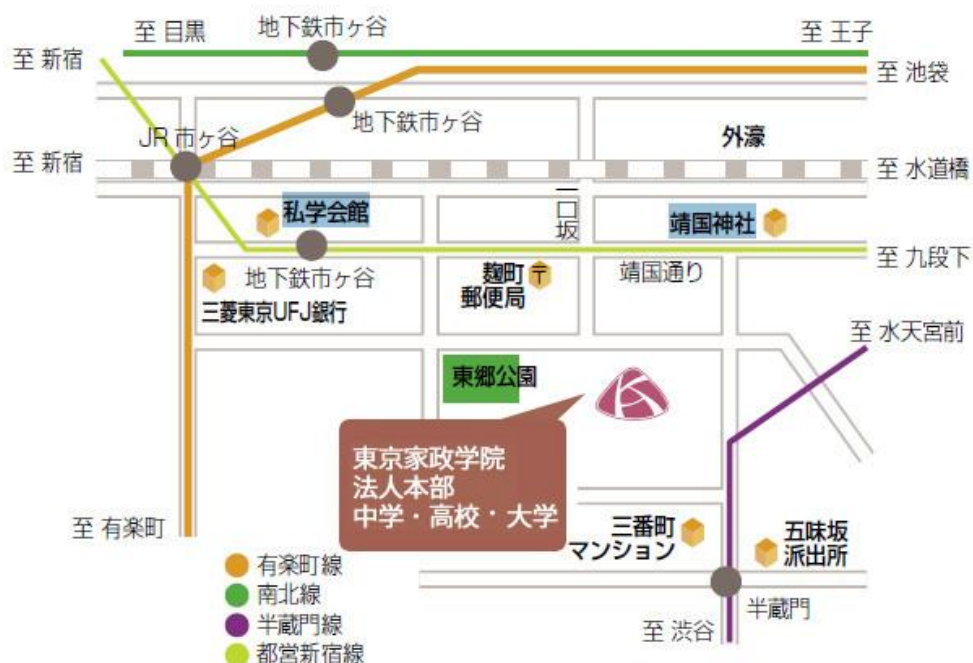 至 目黒
地下鉄市ヶ谷
至 王子
至 新宿
至 池袋
地下鉄市ヶ谷
JR 市ヶ谷
外濠
至 新宿
至 水道橋
私学会館
一口坂
靖国神社
至 九段下
地下鉄市ヶ谷
麹町
郵便局
〒
靖国通り
三菱東京UFJ銀行
至 水天宮前
東郷公園
東京家政学院
法人本部
中学・高校・大学
至 有楽町
三番町
マンション
五味坂
派出所
有楽町線
南北線
半蔵門線
都営新宿線
半蔵門
至 渋谷